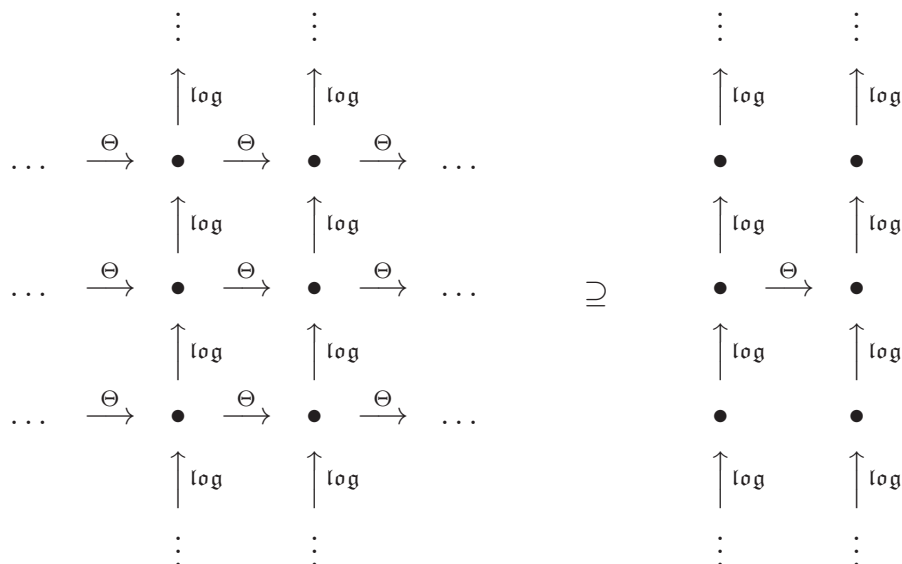 ⋮ ⋮ ⋮ ⋮
log log log log
Θ Θ Θ
… • • … • •
log log log log
Θ Θ Θ Θ
… • • … ⊇ • •
log log log log
Θ Θ Θ
… • • … • •
log log log log
⋮ ⋮ ⋮ ⋮